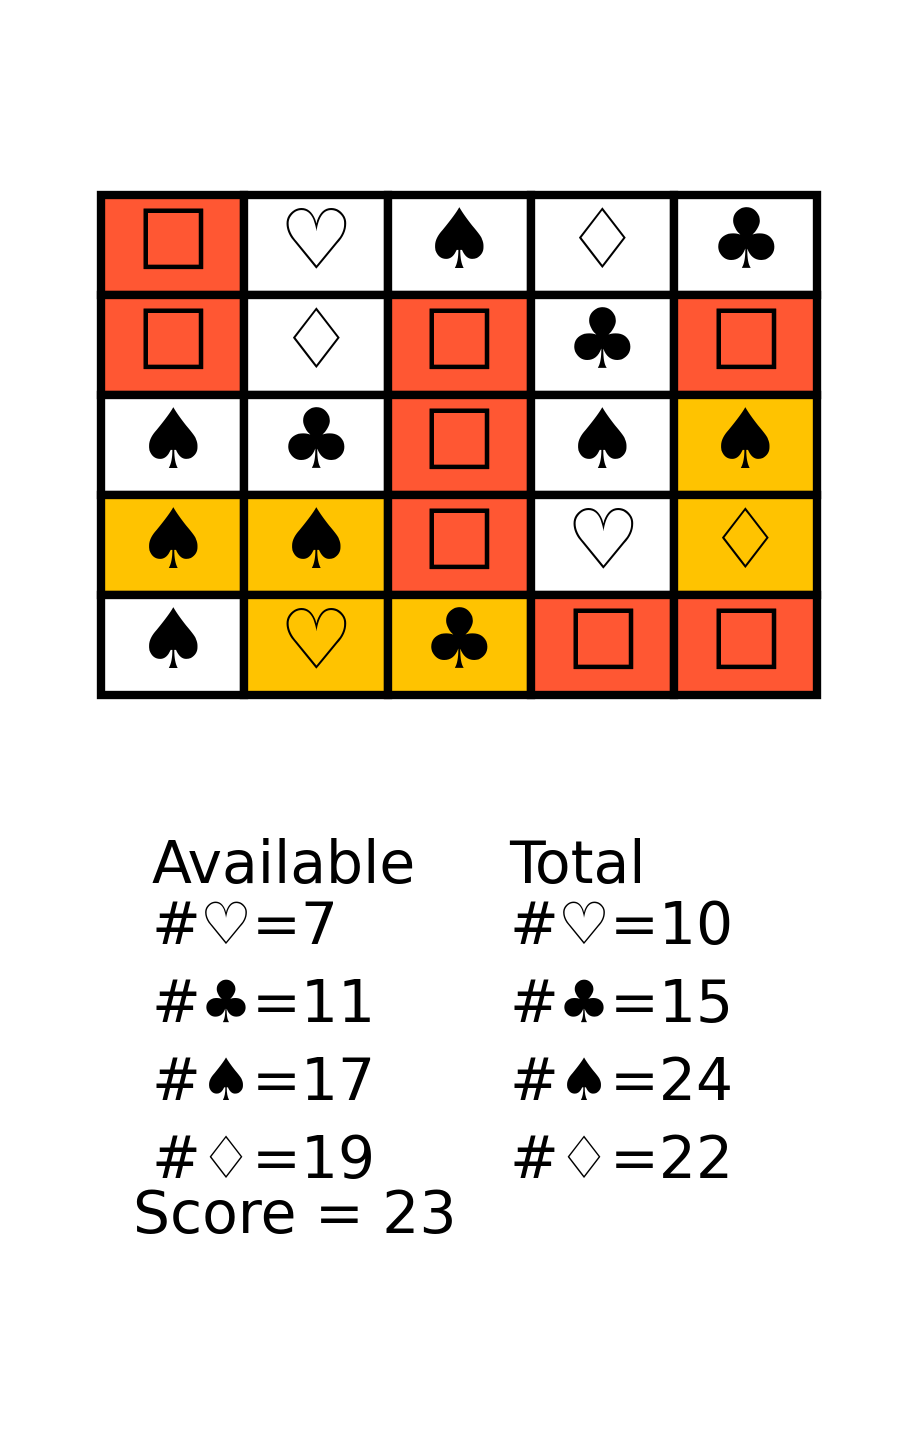 □ ♡ ♠ ♢ ♣
□ ♢ □ ♣ □
♠ ♣ □ ♠ ♠
♠ ♠ □ ♡ ♢
♠ ♡ ♣ □ □
Available Total
#♡=7 #♡=10
#♣=11 #♣=15
#♠=17 #♠=24
#♢=19 #♢=22
Score = 23